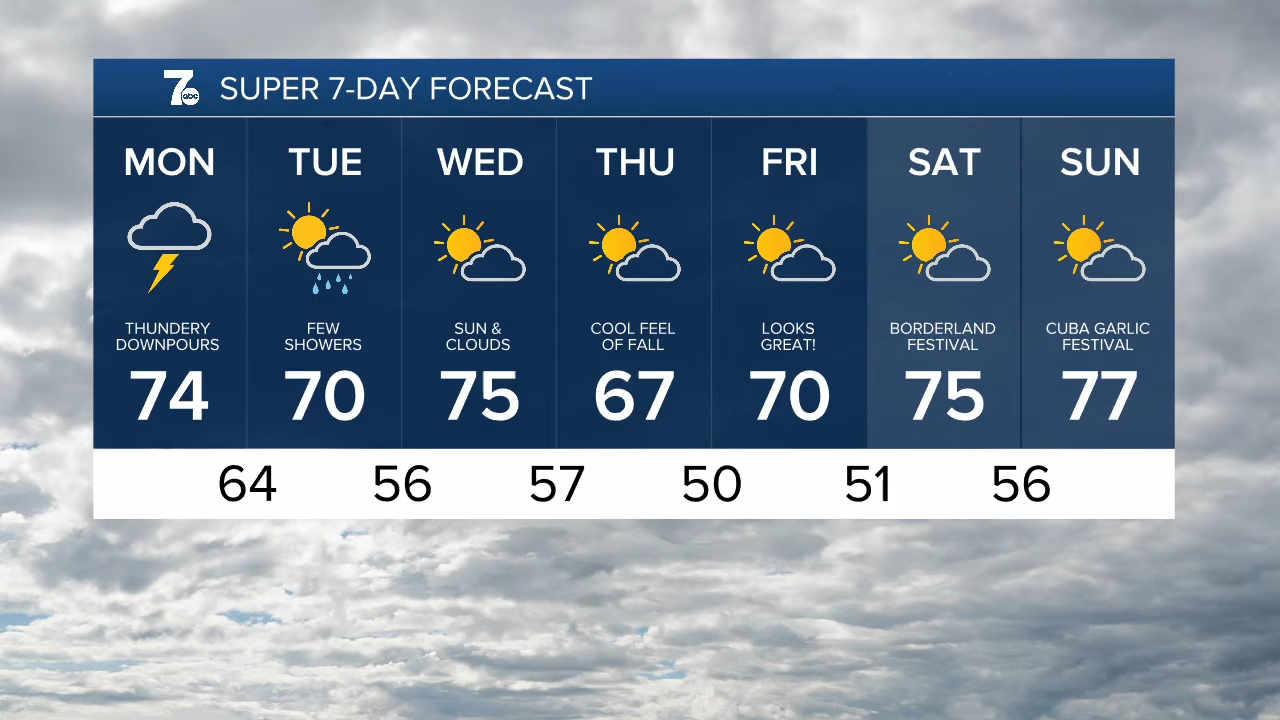 7 abc SUPER 7-DAY FORECAST
MON TUE WED THU FRI SAT SUN
THUNDERY FEW SUN & COOL FEEL LOOKS BORDERLAND CUBA GARLIC
DOWNPOURS SHOWERS CLOUDS OF FALL GREAT! FESTIVAL FESTIVAL
74 70 75 67 70 75 77
64 56 57 50 51 56